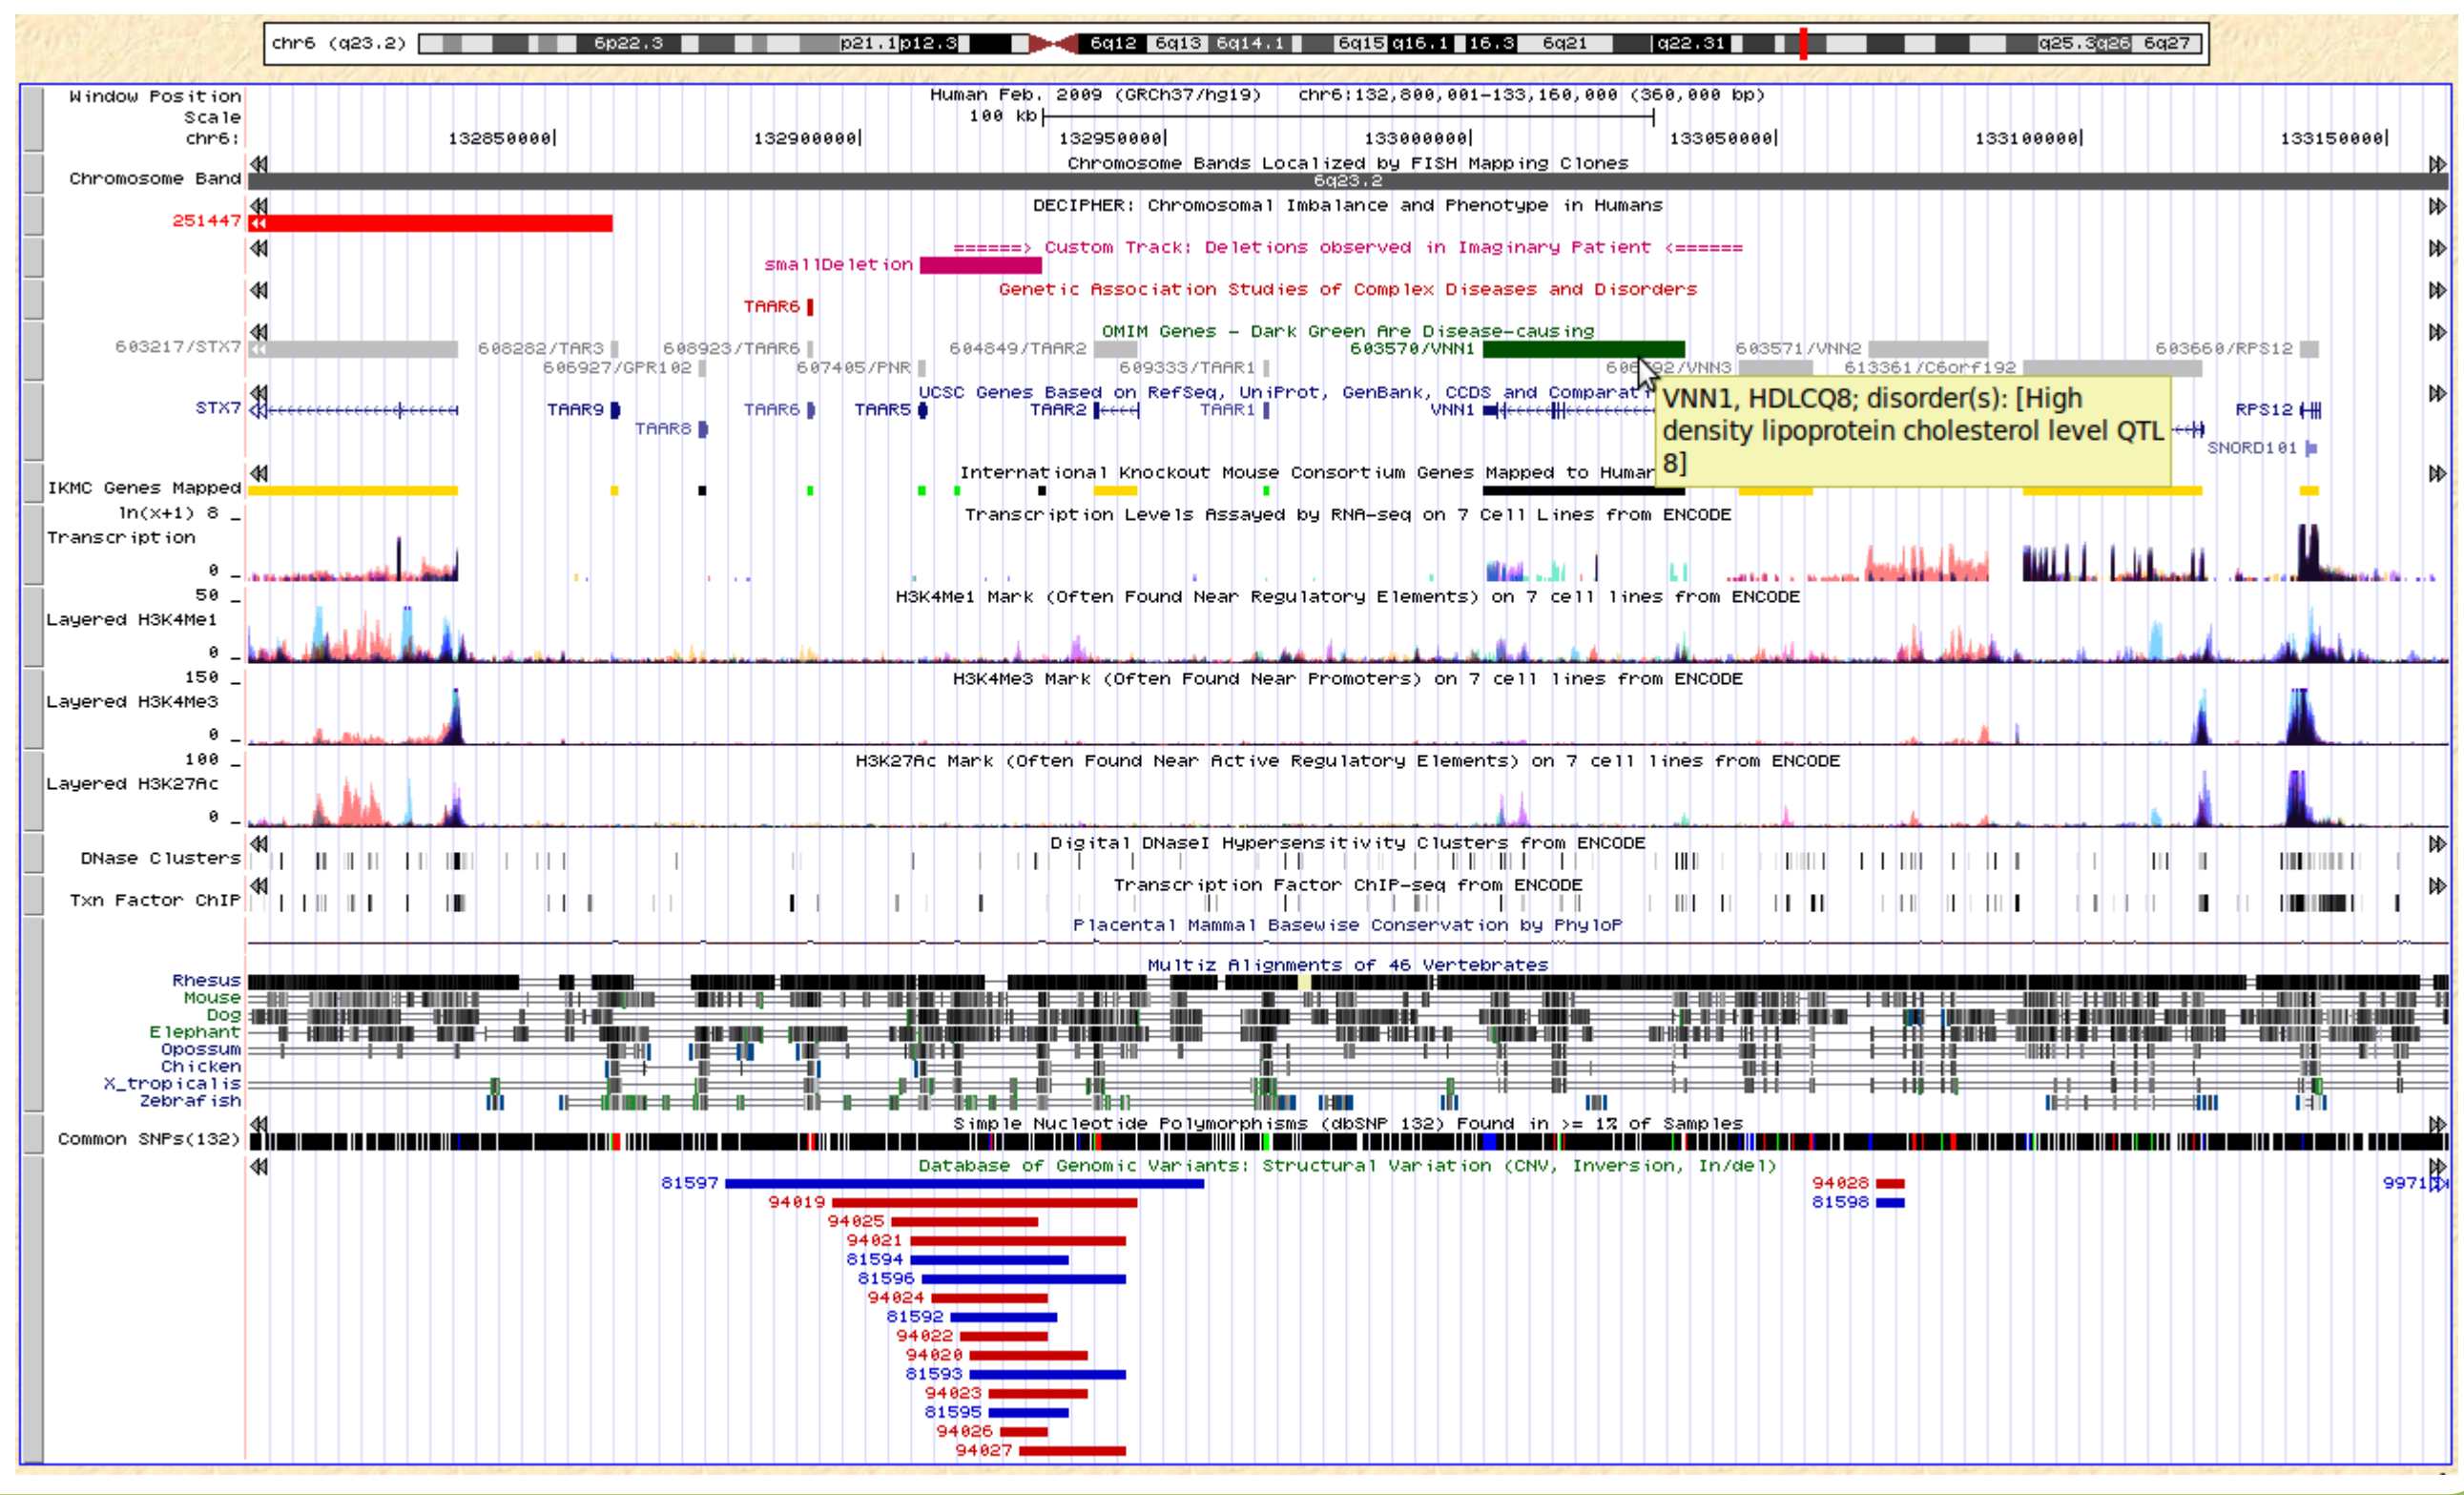 chr6 (q23.2) 6p22.3 p21.1 p12.3 6q12 6q13 6q14.1 6q15 q16.1 16.3 6q21 q22.31 q25.3 q26 6q27
Window Position Human Feb. 2009 (GRCh37/hg19) chr6:132,800,001-133,160,000 (360,000 bp)
Scale 100 kb
chr6: 132850000| 132900000| 132950000| 133000000| 133050000| 133100000| 133150000|
Chromosome Bands Localized by FISH Mapping Clones
Chromosome Band 6q23.2
DECIPHER: Chromosomal Imbalance and Phenotype in Humans
251447
======> Custom Track: Deletions observed in Imaginary Patient <======
smallDeletion
Genetic Association Studies of Complex Diseases and Disorders
TAAR6
OMIM Genes - Dark Green Are Disease-causing
603217/STX7 608282/TAR3 608923/TAAR6 604849/TAAR2 603570/VNN1 603571/VNN2 603660/RPS12
606927/GPR102 607405/PNR 609333/TAAR1 92/VNN3 613361/C6orf192
UCSC Genes Based on RefSeq, UniProt, GenBank, CCDS and Comparati
STX7 TAAR9 TAAR6 TAAR5 TAAR2 TAAR1 VNN1 RPS12
TAAR8 SNORD101
VNN1, HDLCQ8; disorder(s): [High
density lipoprotein cholesterol level QTL
8]
International Knockout Mouse Consortium Genes Mapped to Human
IKMC Genes Mapped
ln(x+1) 8 _ Transcription Levels Assayed by RNA-seq on 7 Cell Lines from ENCODE
Transcription
0 _
50 _ H3K4Me1 Mark (Often Found Near Regulatory Elements) on 7 cell lines from ENCODE
Layered H3K4Me1
0 _
150 _ H3K4Me3 Mark (Often Found Near Promoters) on 7 cell lines from ENCODE
Layered H3K4Me3
0 _
100 _ H3K27Ac Mark (Often Found Near Active Regulatory Elements) on 7 cell lines from ENCODE
Layered H3K27Ac
0 _
Digital DNaseI Hypersensitivity Clusters from ENCODE
DNase Clusters
Transcription Factor ChIP-seq from ENCODE
Txn Factor ChIP
Placental Mammal Basewise Conservation by PhyloP
Multiz Alignments of 46 Vertebrates
Rhesus
Mouse
Dog
Elephant
Opossum
Chicken
X_tropicalis
Zebrafish
Simple Nucleotide Polymorphisms (dbSNP 132) Found in >= 1% of Samples
Common SNPs(132)
Database of Genomic Variants: Structural Variation (CNV, Inversion, In/del)
81597 94028 9971
94019 81598
94025
94021
81594
81596
94024
81592
94022
94020
81593
94023
81595
94026
94027